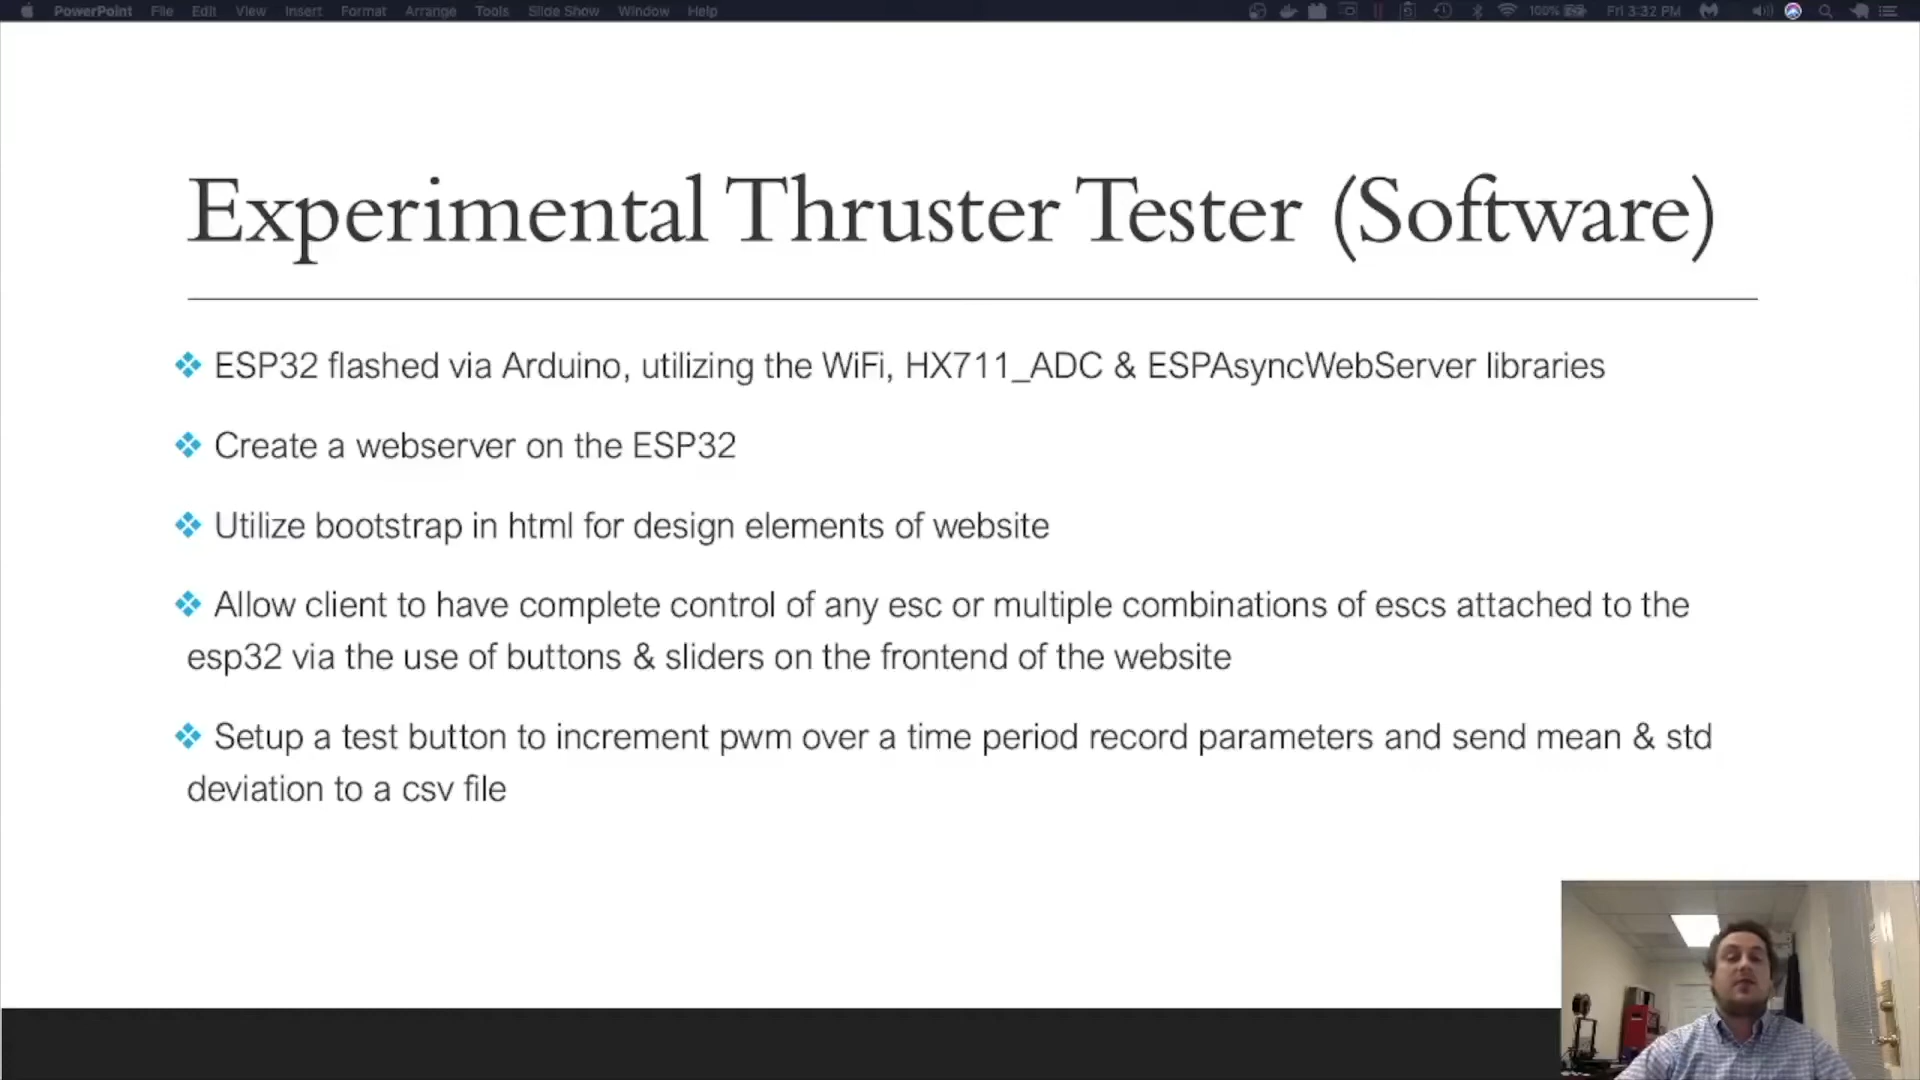 PowerPoint File Edit View Insert Format Arrange Tools Slide Show Window Help 100% Fri 3:32 PM
Experimental Thruster Tester (Software)
❖ ESP32 flashed via Arduino, utilizing the WiFi, HX711_ADC & ESPAsyncWebServer libraries
❖ Create a webserver on the ESP32
❖ Utilize bootstrap in html for design elements of website
❖ Allow client to have complete control of any esc or multiple combinations of escs attached to the
esp32 via the use of buttons & sliders on the frontend of the website
❖ Setup a test button to increment pwm over a time period record parameters and send mean & std
deviation to a csv file